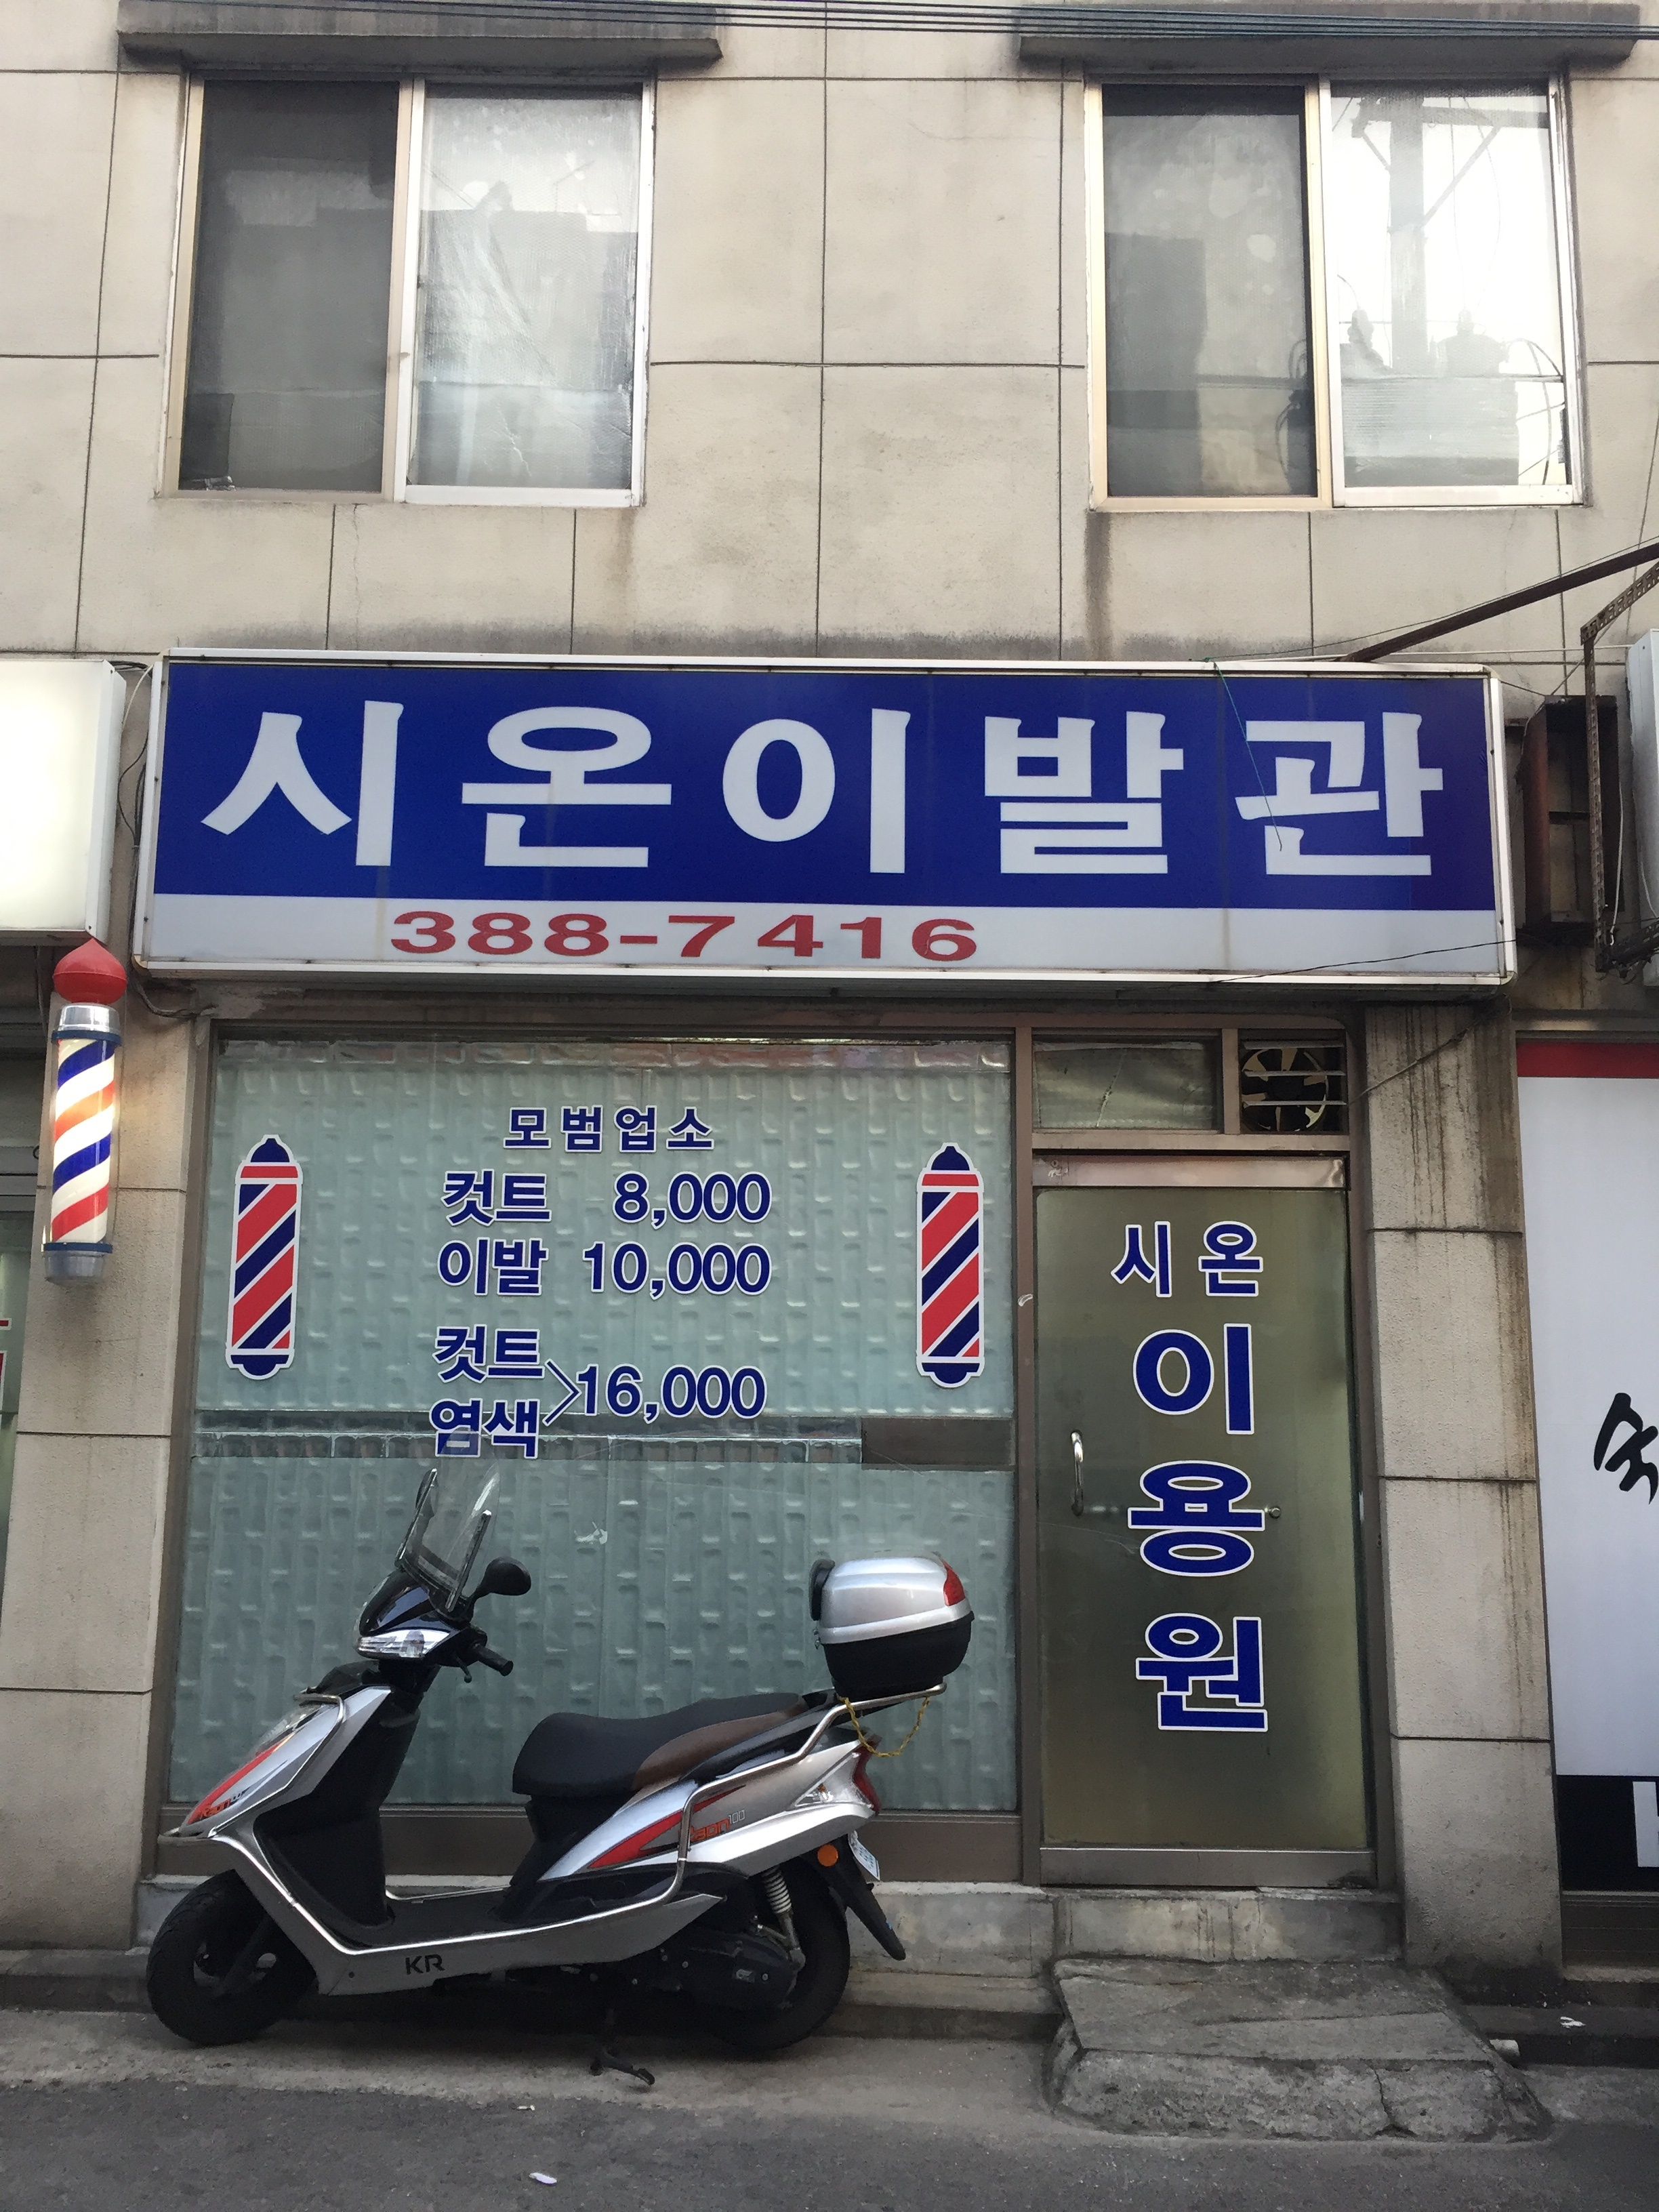 시온이발관
388-7416
모범업소
컷트 8,000
이발 10,000
컷트
염색 >16,000
시온
이
용
원
KR